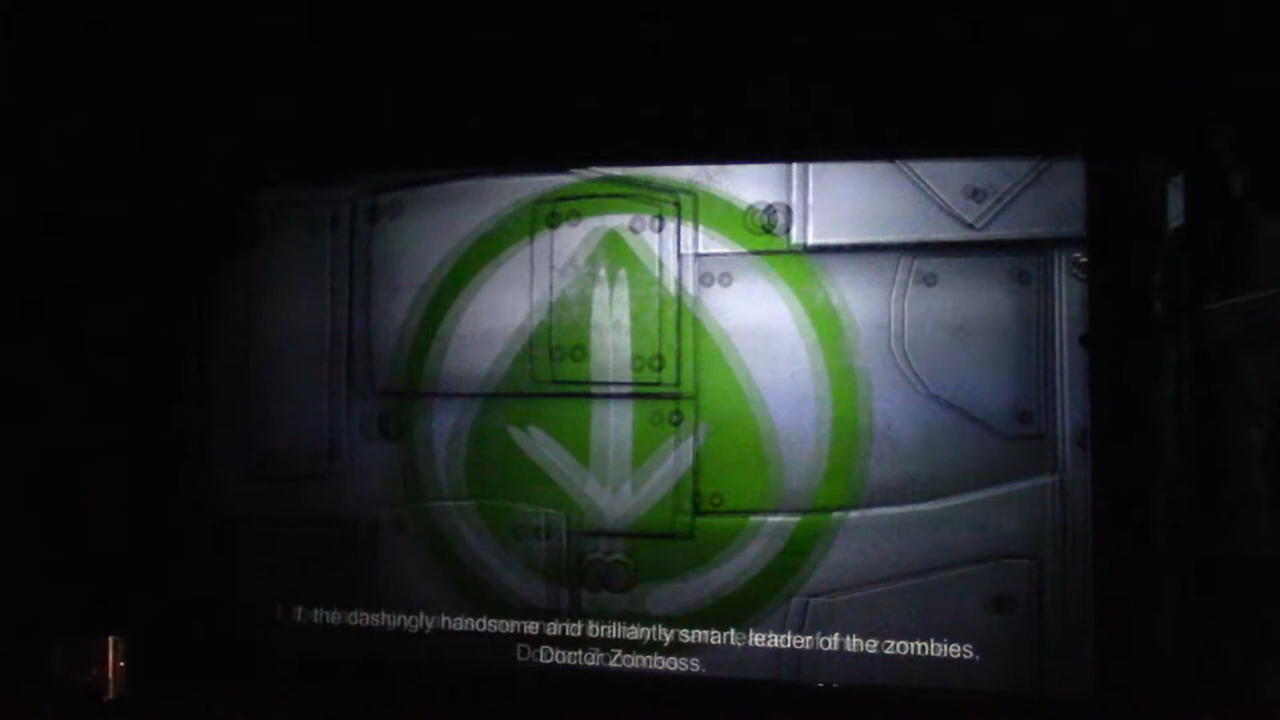 I, the dashingly handsome and brilliantly smart, leader of the zombies,
Doctor Zomboss.